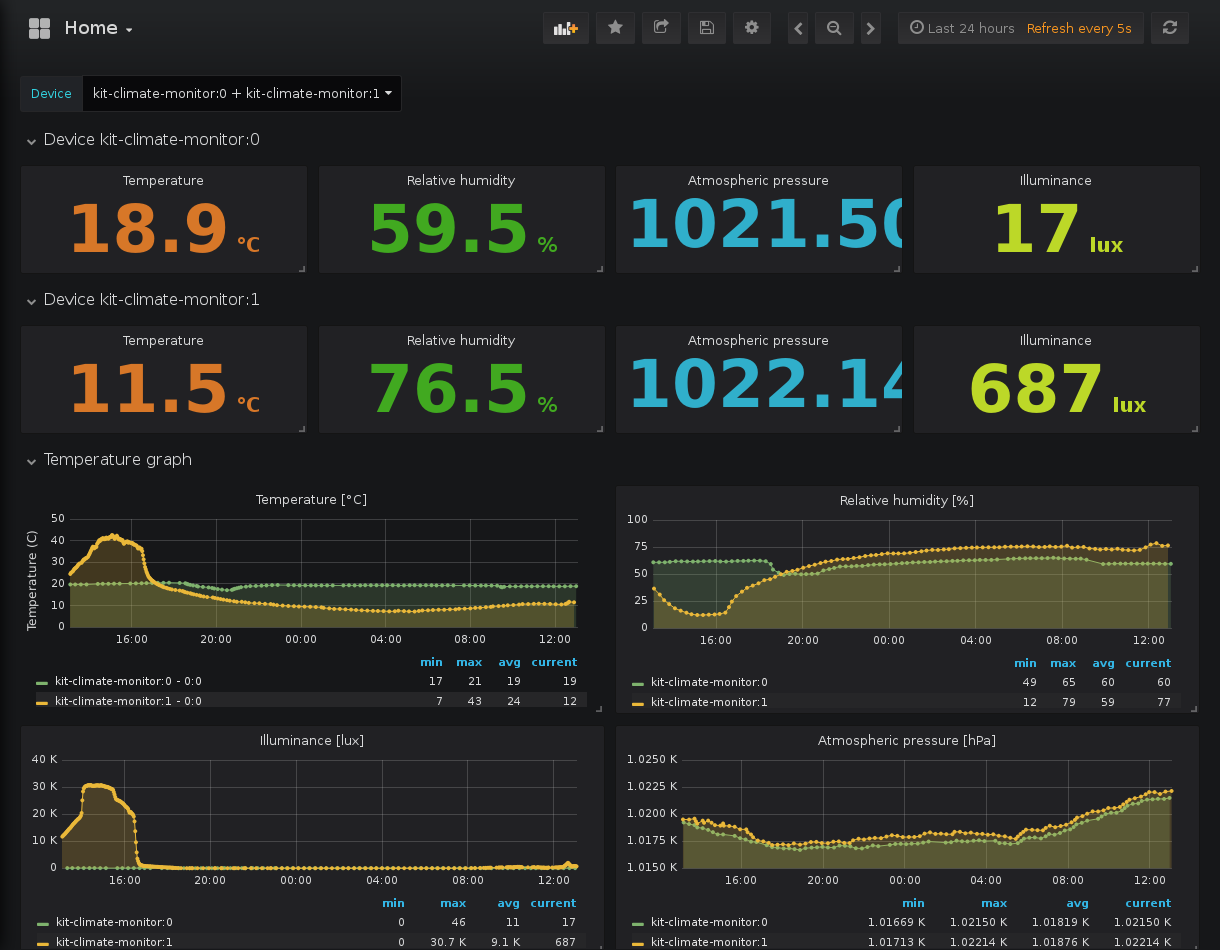 Home
Last 24 hours Refresh every 5s
Device kit-climate-monitor:0 + kit-climate-monitor:1
Device kit-climate-monitor:0
Temperature Relative humidity Atmospheric pressure Illuminance
18.9 °C 59.5 % 1021.50 17 lux
Device kit-climate-monitor:1
Temperature Relative humidity Atmospheric pressure Illuminance
11.5 °C 76.5 % 1022.14 687 lux
Temperature graph
Temperature [°C]
Temperature (C)
50
40
30
20
10
0
16:00 20:00 00:00 04:00 08:00 12:00
min max avg current
kit-climate-monitor:0 - 0:0 17 21 19 19
kit-climate-monitor:1 - 0:0 7 43 24 12
Relative humidity [%]
100
75
50
25
0
16:00 20:00 00:00 04:00 08:00 12:00
min max avg current
kit-climate-monitor:0 49 65 60 60
kit-climate-monitor:1 12 79 59 77
Illuminance [lux]
40 K
30 K
20 K
10 K
0
16:00 20:00 00:00 04:00 08:00 12:00
min max avg current
kit-climate-monitor:0 0 46 11 17
kit-climate-monitor:1 0 30.7 K 9.1 K 687
Atmospheric pressure [hPa]
1.0250 K
1.0225 K
1.0200 K
1.0175 K
1.0150 K
16:00 20:00 00:00 04:00 08:00 12:00
min max avg current
kit-climate-monitor:0 1.01669 K 1.02150 K 1.01819 K 1.02150 K
kit-climate-monitor:1 1.01713 K 1.02214 K 1.01876 K 1.02214 K